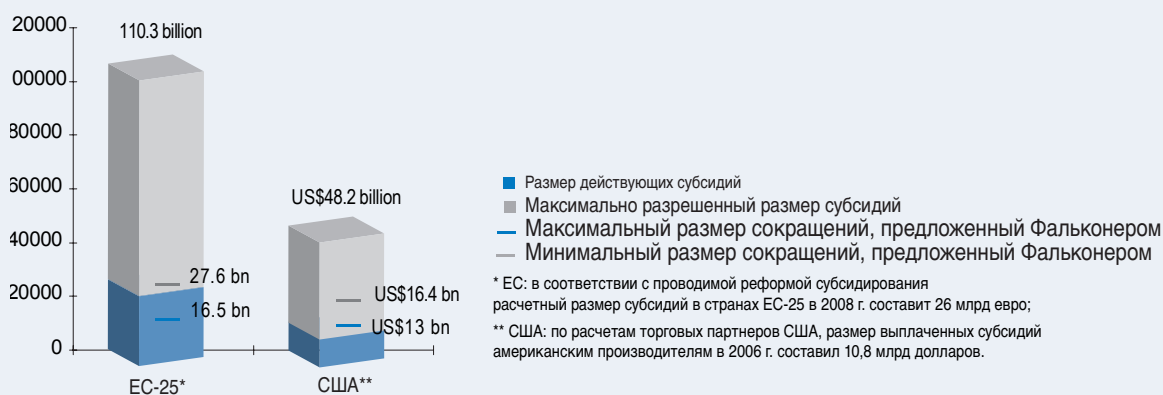 20000
110.3 billion
00000
80000
60000
US$48.2 billion
40000
27.6 bn
20000
16.5 bn
US$16.4 bn
US$13 bn
0
ЕС-25*
США**
Размер действующих субсидий
Максимально разрешенный размер субсидий
Максимальный размер сокращений, предложенный Фальконером
Минимальный размер сокращений, предложенный Фальконером
* ЕС: в соответствии с проводимой реформой субсидирования
расчетный размер субсидий в странах ЕС-25 в 2008 г. составит 26 млрд евро;
** США: по расчетам торговых партнеров США, размер выплаченных субсидий
американским производителям в 2006 г. составил 10,8 млрд долларов.